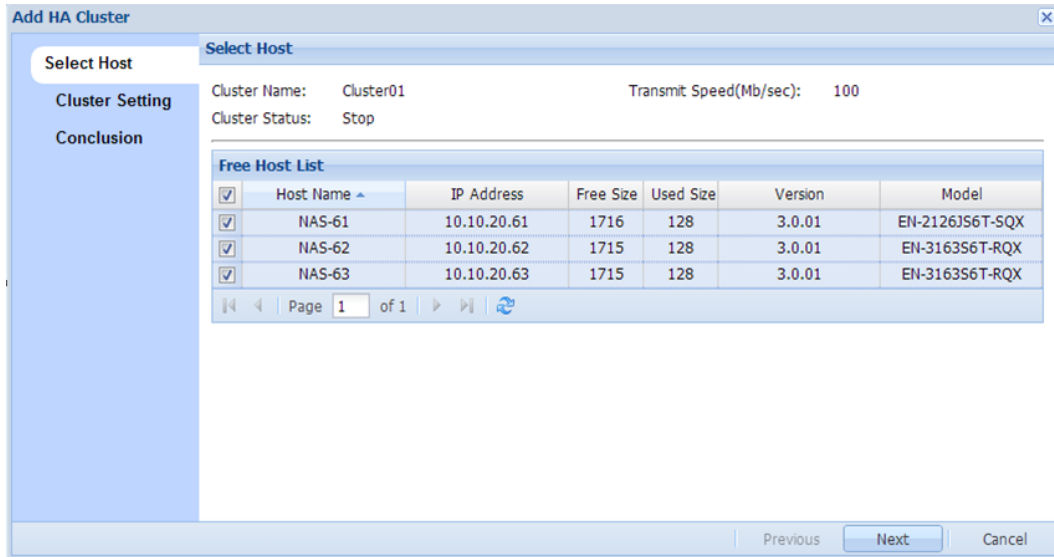 Add HA Cluster
Select Host
Cluster Setting
Conclusion
Select Host
Cluster Name: Cluster01 Transmit Speed(Mb/sec): 100
Cluster Status: Stop
Free Host List
Host Name IP Address Free Size Used Size Version Model
NAS-61 10.10.20.61 1716 128 3.0.01 EN-2126JS6T-SQX
NAS-62 10.10.20.62 1715 128 3.0.01 EN-3163S6T-RQX
NAS-63 10.10.20.63 1715 128 3.0.01 EN-3163S6T-RQX
Page 1 of 1
Previous Next Cancel